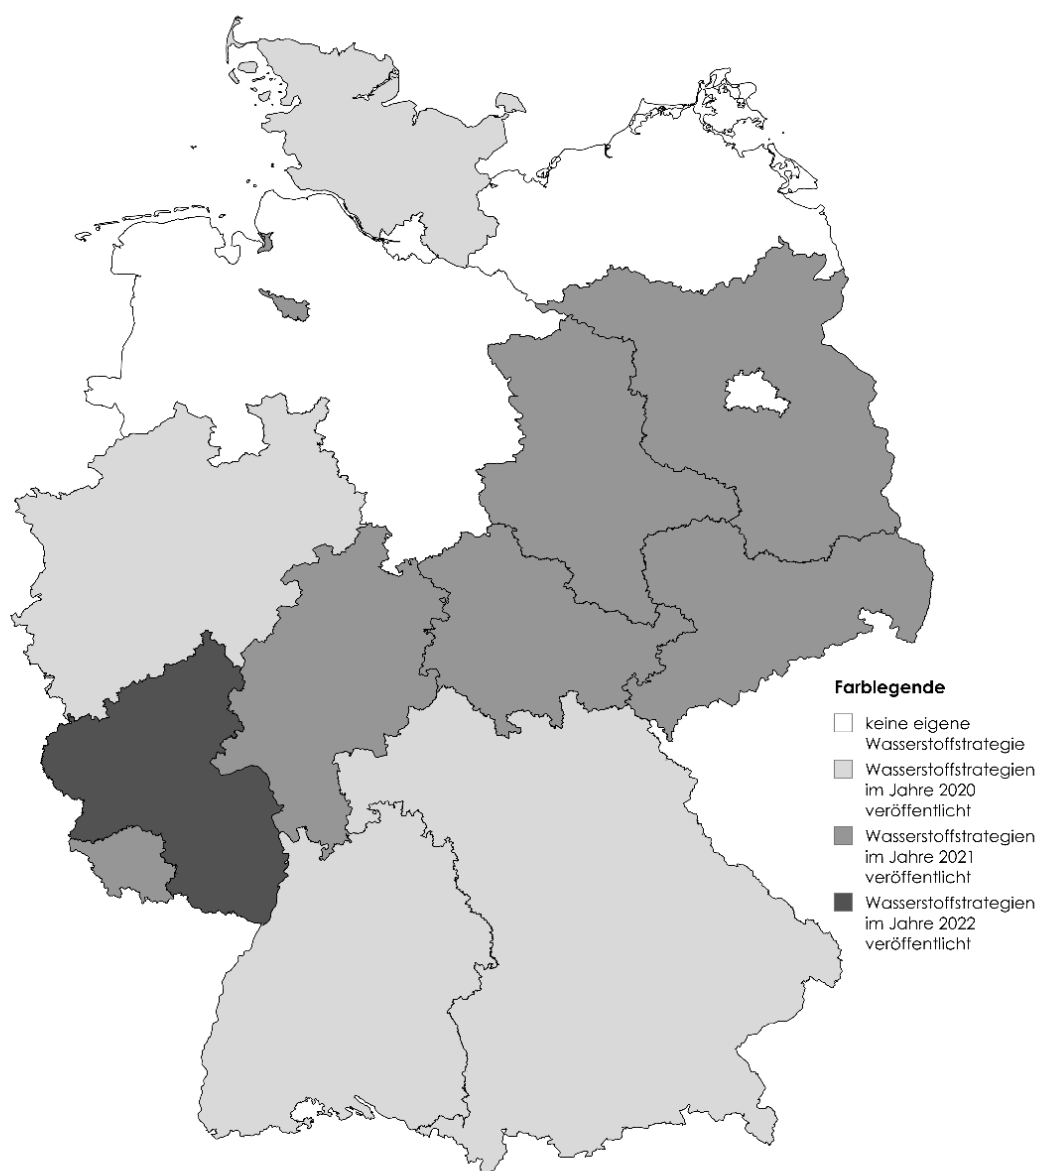 Farblegende
keine eigene
Wasserstoffstrategie
Wasserstoffstrategien
im Jahre 2020
veröffentlicht
Wasserstoffstrategien
im Jahre 2021
veröffentlicht
Wasserstoffstrategien
im Jahre 2022
veröffentlicht